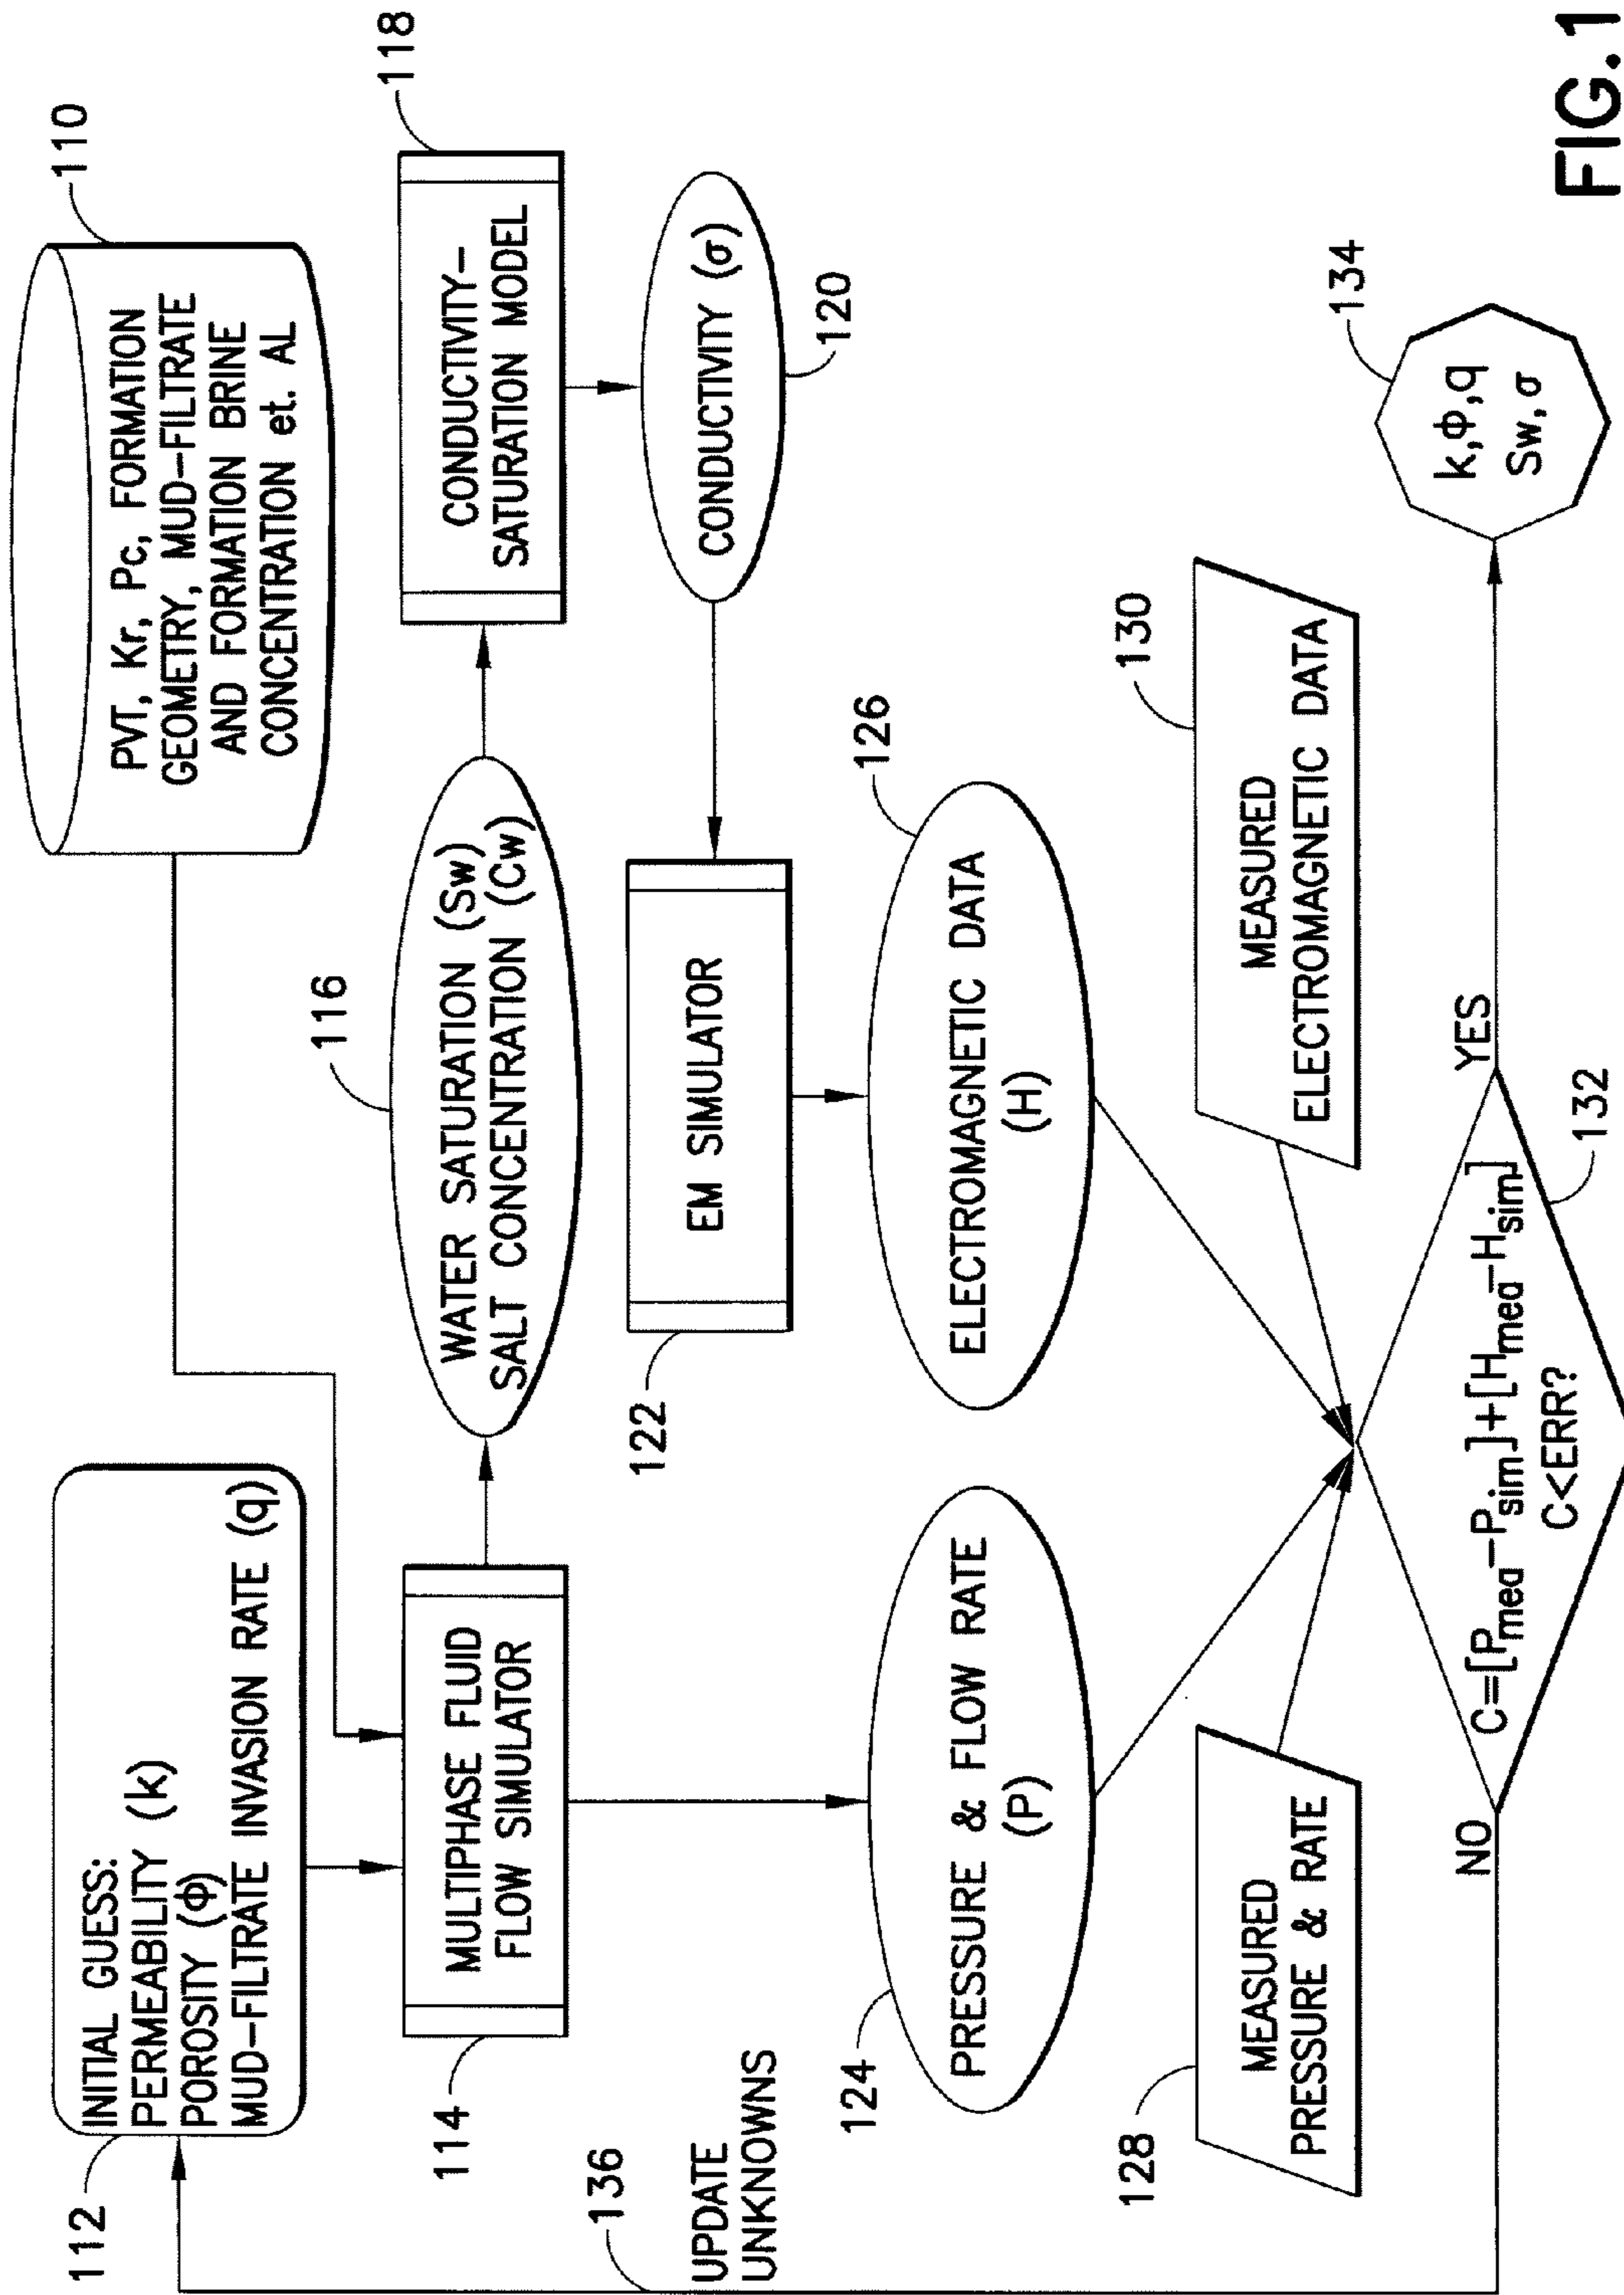 112
INITIAL GUESS:
PERMEABILITY (k)
POROSITY (Φ)
MUD-FILTRATE INVASION RATE (q)
110
PVT, Kr, Pc, FORMATION
GEOMETRY, MUD-FILTRATE
AND FORMATION BRINE
CONCENTRATION et. AL
114
MULTIPHASE FLUID
FLOW SIMULATOR
116
WATER SATURATION (Sw)
SALT CONCENTRATION (Cw)
118
CONDUCTIVITY-
SATURATION MODEL
CONDUCTIVITY (σ)
120
122
EM SIMULATOR
136
UPDATE
UNKNOWNS
124
PRESSURE & FLOW RATE
(P)
126
ELECTROMAGNETIC DATA
(H)
128
MEASURED
PRESSURE & RATE
130
MEASURED
ELECTROMAGNETIC DATA
NO
C=[Pmea-Psim]+[Hmea-Hsim]
C<ERR?
YES
132
134
k,Φ,q
Sw,σ
FIG.1